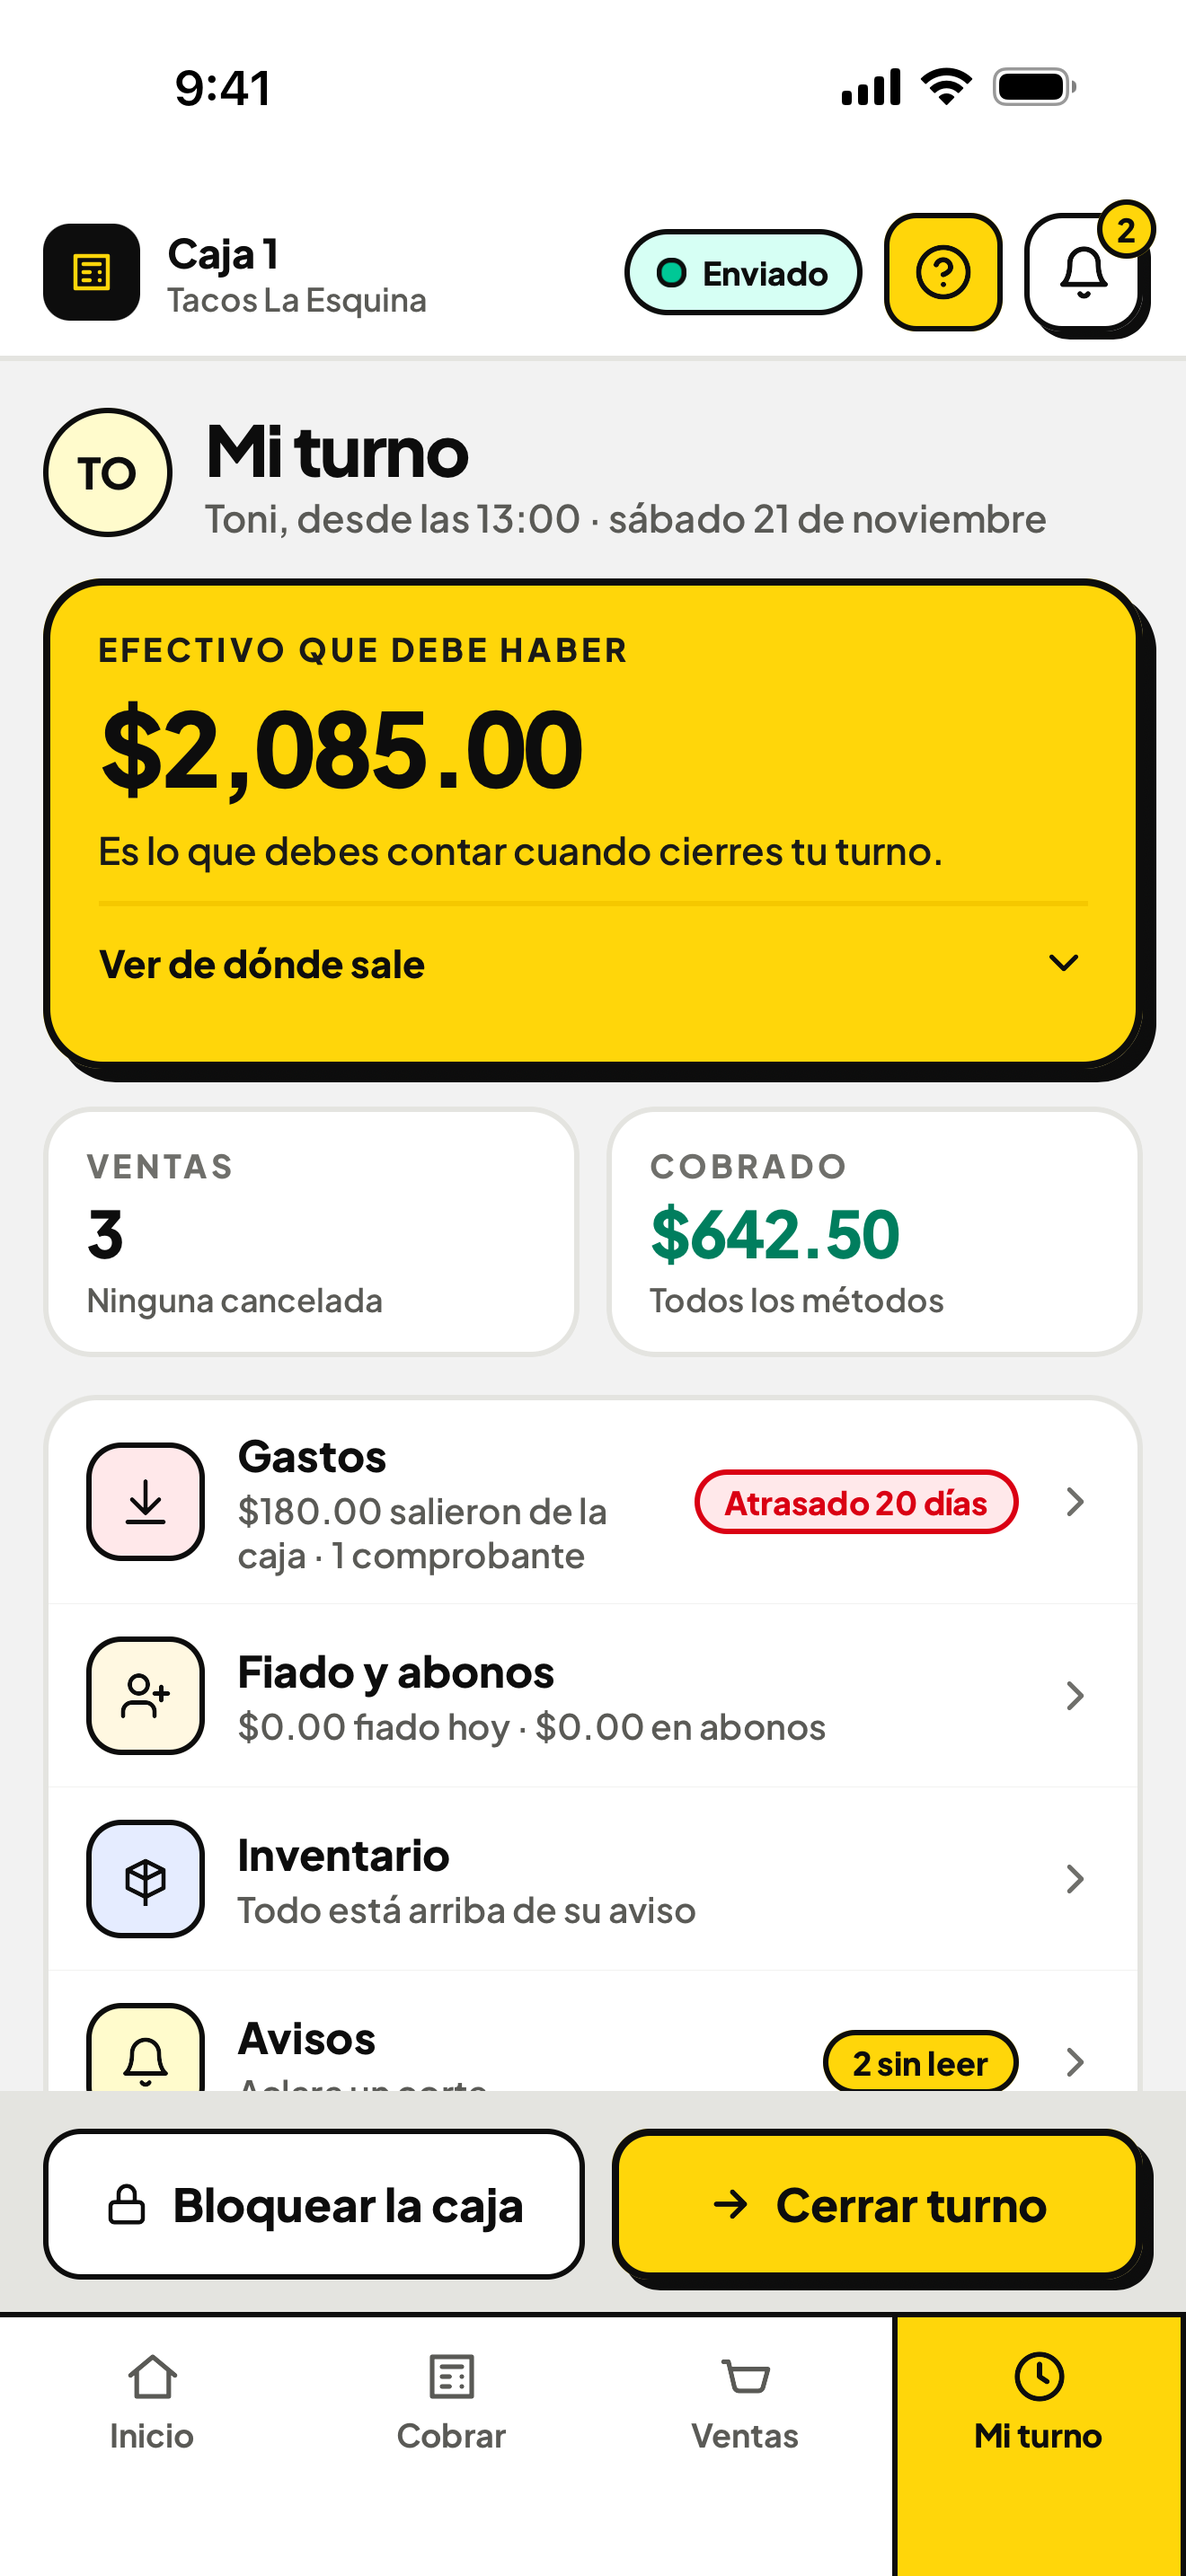 9:41
Caja 1
Tacos La Esquina
Enviado
2
TO
Mi turno
Toni, desde las 13:00 · sábado 21 de noviembre
EFECTIVO QUE DEBE HABER
$2,085.00
Es lo que debes contar cuando cierres tu turno.
Ver de dónde sale
VENTAS
3
Ninguna cancelada
COBRADO
$642.50
Todos los métodos
Gastos
$180.00 salieron de la
caja · 1 comprobante
Atrasado 20 días
Fiado y abonos
$0.00 fiado hoy · $0.00 en abonos
Inventario
Todo está arriba de su aviso
Avisos
2 sin leer
Aclara un corte
Bloquear la caja
Cerrar turno
Inicio
Cobrar
Ventas
Mi turno